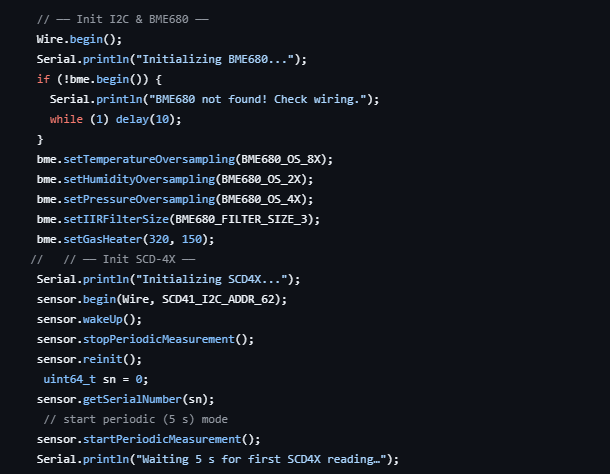 // —— Init I2C & BME680 ——
Wire.begin();
Serial.println("Initializing BME680...");
if (!bme.begin()) {
Serial.println("BME680 not found! Check wiring.");
while (1) delay(10);
}
bme.setTemperatureOversampling(BME680_OS_8X);
bme.setHumidityOversampling(BME680_OS_2X);
bme.setPressureOversampling(BME680_OS_4X);
bme.setIIRFilterSize(BME680_FILTER_SIZE_3);
bme.setGasHeater(320, 150);
//   // —— Init SCD-4X ——
Serial.println("Initializing SCD4X...");
sensor.begin(Wire, SCD41_I2C_ADDR_62);
sensor.wakeUp();
sensor.stopPeriodicMeasurement();
sensor.reinit();
uint64_t sn = 0;
sensor.getSerialNumber(sn);
// start periodic (5 s) mode
sensor.startPeriodicMeasurement();
Serial.println("Waiting 5 s for first SCD4X reading…");